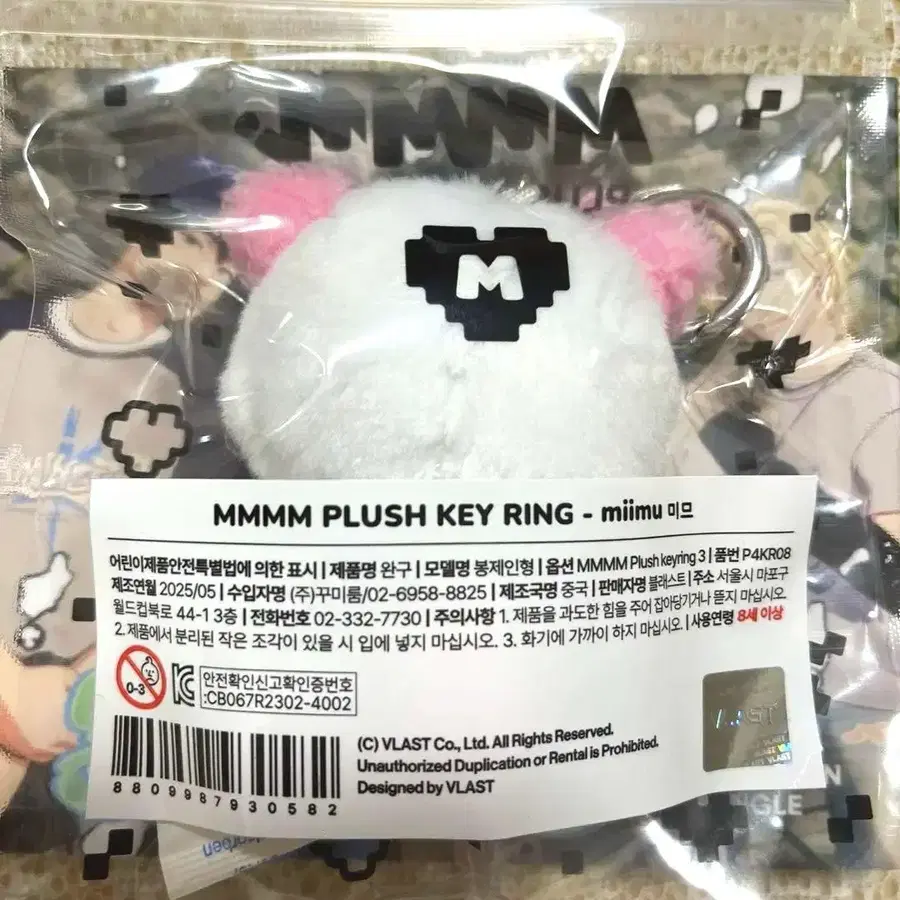 MMMM
M
MMMM PLUSH KEY RING - miimu 미므
어린이제품안전특별법에 의한 표시 | 제품명 완구 | 모델명 봉제인형 | 옵션 MMMM Plush keyring 3 | 품번 P4KR08
제조연월 2025/05 | 수입자명 (주)꾸미룸/02-6958-8825 | 제조국명 중국 | 판매자명 블래스트 | 주소 서울시 마포구
월드컵북로 44-1 3층 | 전화번호 02-332-7730 | 주의사항 1. 제품을 과도한 힘을 주어 잡아당기거나 뜯지 마십시오.
2.제품에서 분리된 작은 조각이 있을 시 입에 넣지 마십시오. 3. 화기에 가까이 하지 마십시오. | 사용연령 8세 이상
0-3
안전확인신고확인증번호
:CB067R2302-4002
VLAST
8809987930582
(C) VLAST Co., Ltd. All Rights Reserved.
Unauthorized Duplication or Rental is Prohibited.
Designed by VLAST